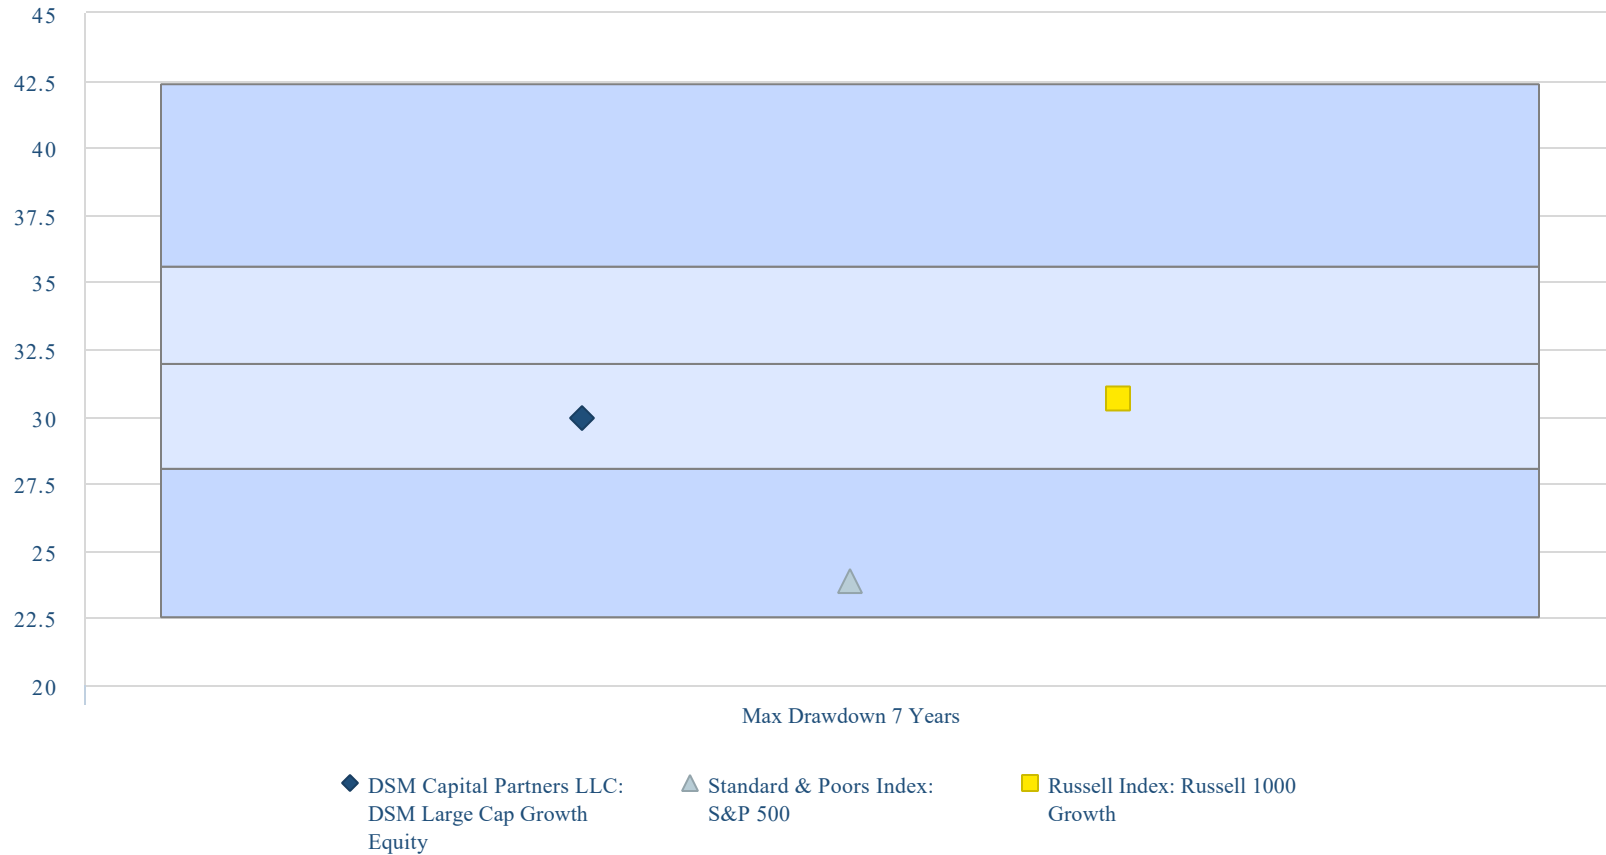 45
42.5
40
37.5
35
32.5
30
27.5
25
22.5
20
Max Drawdown 7 Years
DSM Capital Partners LLC:
DSM Large Cap Growth
Equity
Standard & Poors Index:
S&P 500
Russell Index: Russell 1000
Growth